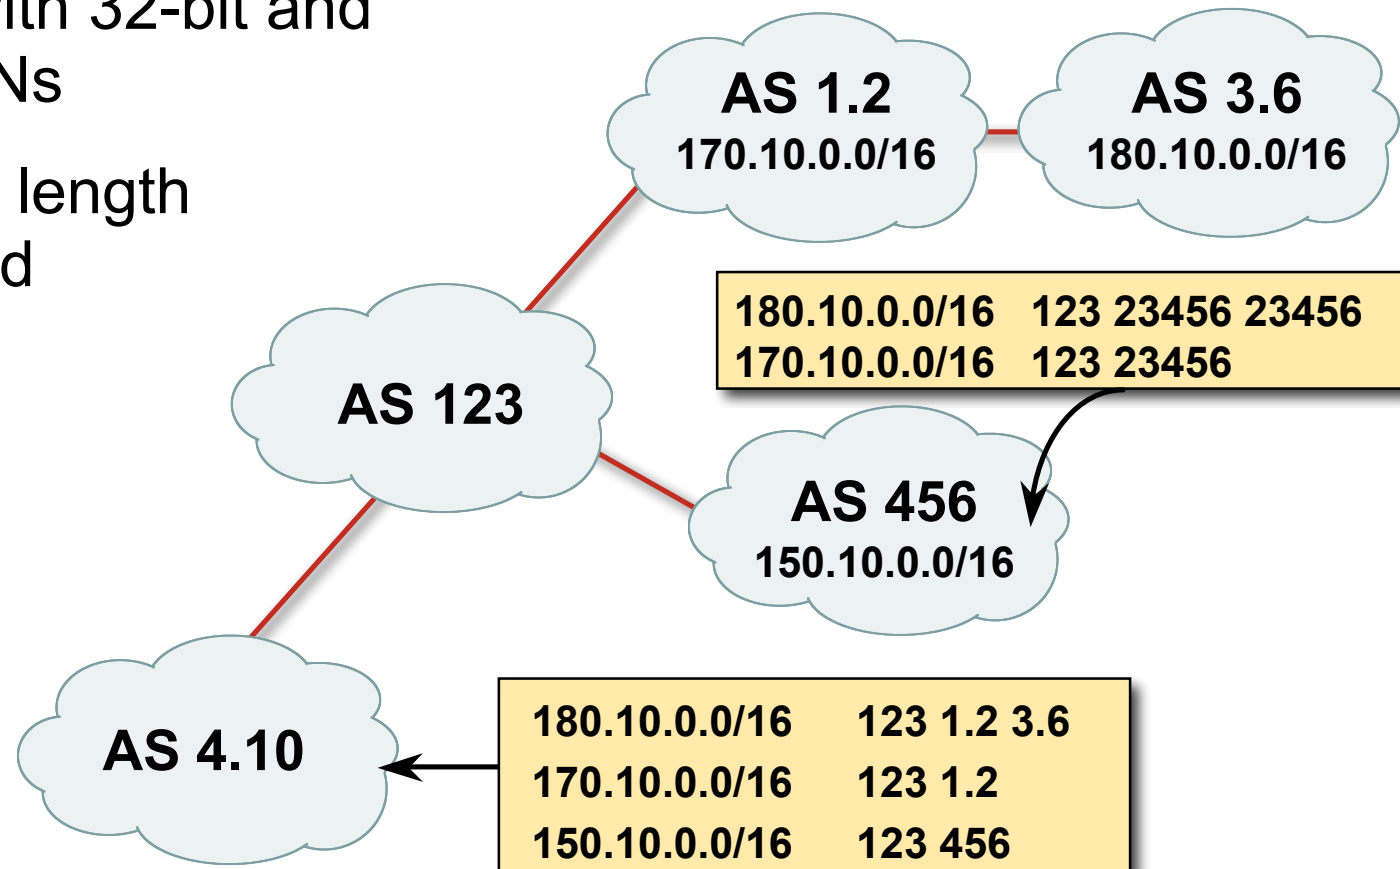 with 32-bit and
Ns
length
d
AS 1.2
170.10.0.0/16
AS 3.6
180.10.0.0/16
180.10.0.0/16 123 23456 23456
170.10.0.0/16 123 23456
AS 123
AS 456
150.10.0.0/16
AS 4.10
180.10.0.0/16 123 1.2 3.6
170.10.0.0/16 123 1.2
150.10.0.0/16 123 456